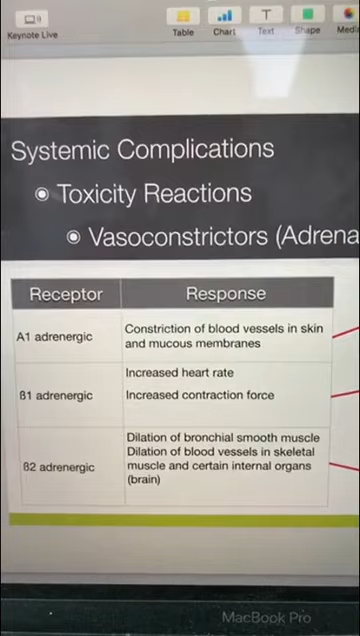 Keynote Live
Table Chart Text Shape
Systemic Complications
Toxicity Reactions
Vasoconstrictors (Adrena
Receptor Response
A1 adrenergic
Constriction of blood vessels in skin
and mucous membranes
ß1 adrenergic
Increased heart rate
Increased contraction force
ß2 adrenergic
Dilation of bronchial smooth muscle
Dilation of blood vessels in skeletal
muscle and certain internal organs
(brain)
MacBook Pro